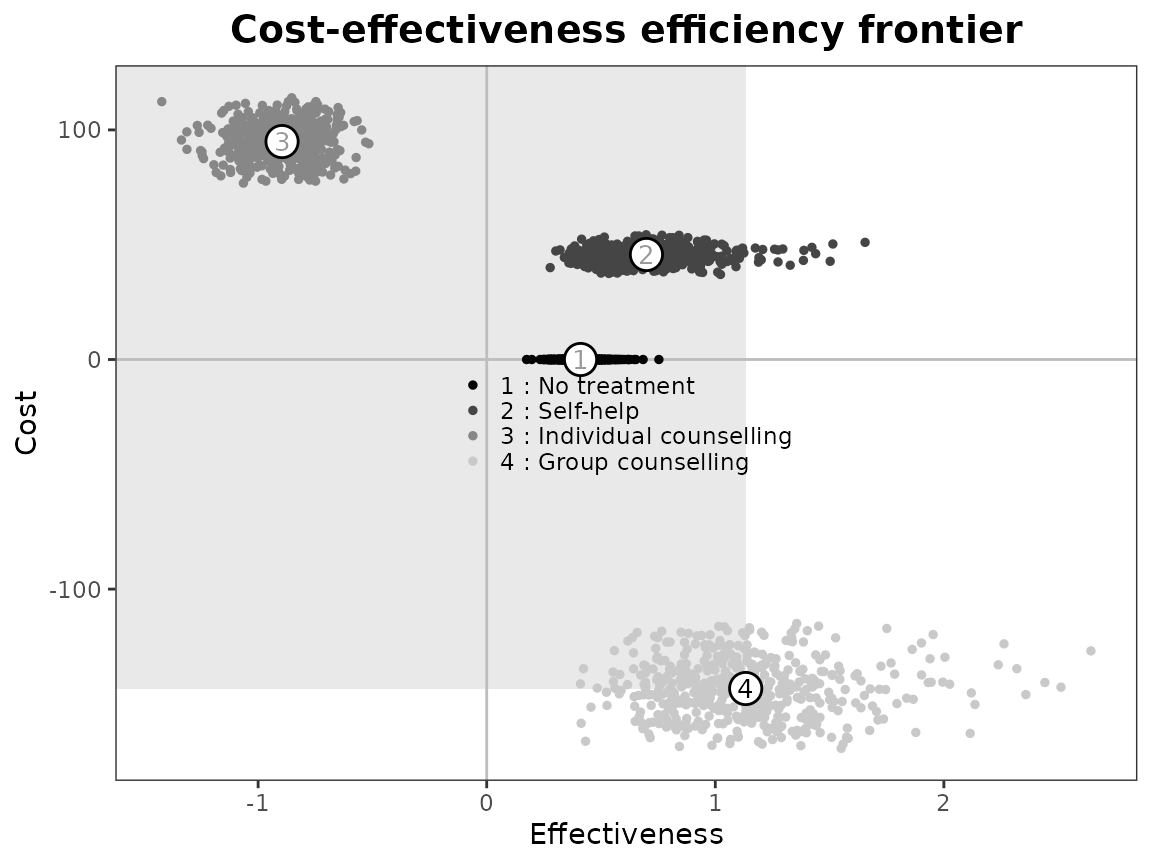 Cost-effectiveness efficiency frontier
100
3
2
0
1
1 : No treatment
2 : Self-help
3 : Individual counselling
4 : Group counselling
Cost
-100
4
-1 0 1 2
Effectiveness